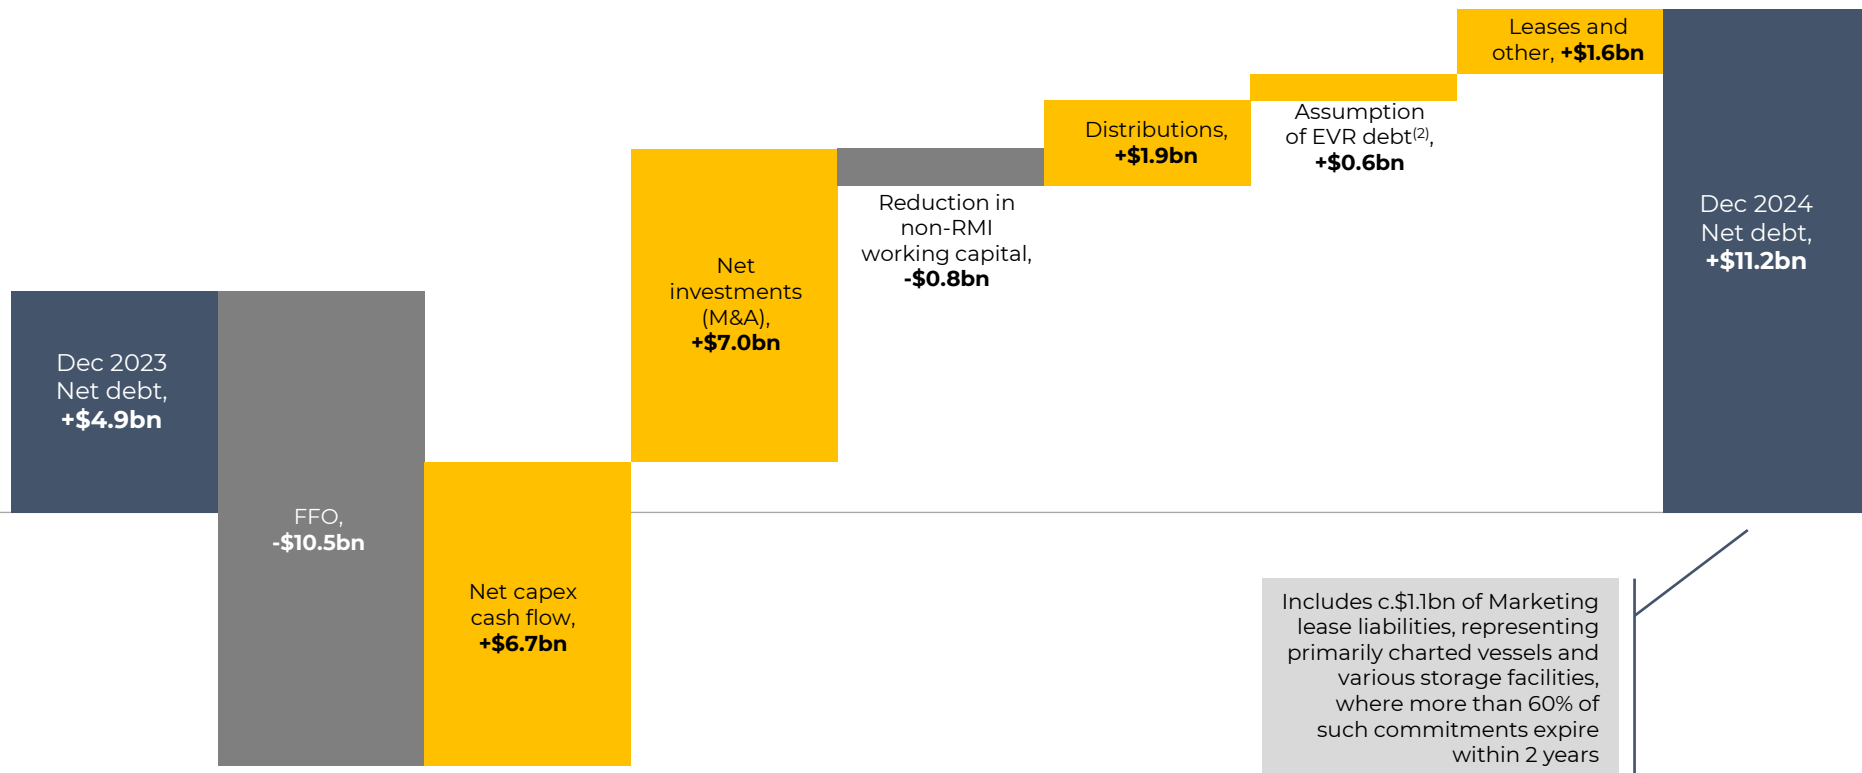 Dec 2023
Net debt,
+$4.9bn
FFO,
-$10.5bn
Net capex
cash flow,
+$6.7bn
Net
investments
(M&A),
+$7.0bn
Reduction in
non-RMI
working capital,
-$0.8bn
Distributions,
+$1.9bn
Assumption
of EVR debt(2),
+$0.6bn
Leases and
other, +$1.6bn
Dec 2024
Net debt,
+$11.2bn
Includes c.$1.1bn of Marketing
lease liabilities, representing
primarily charted vessels and
various storage facilities,
where more than 60% of
such commitments expire
within 2 years